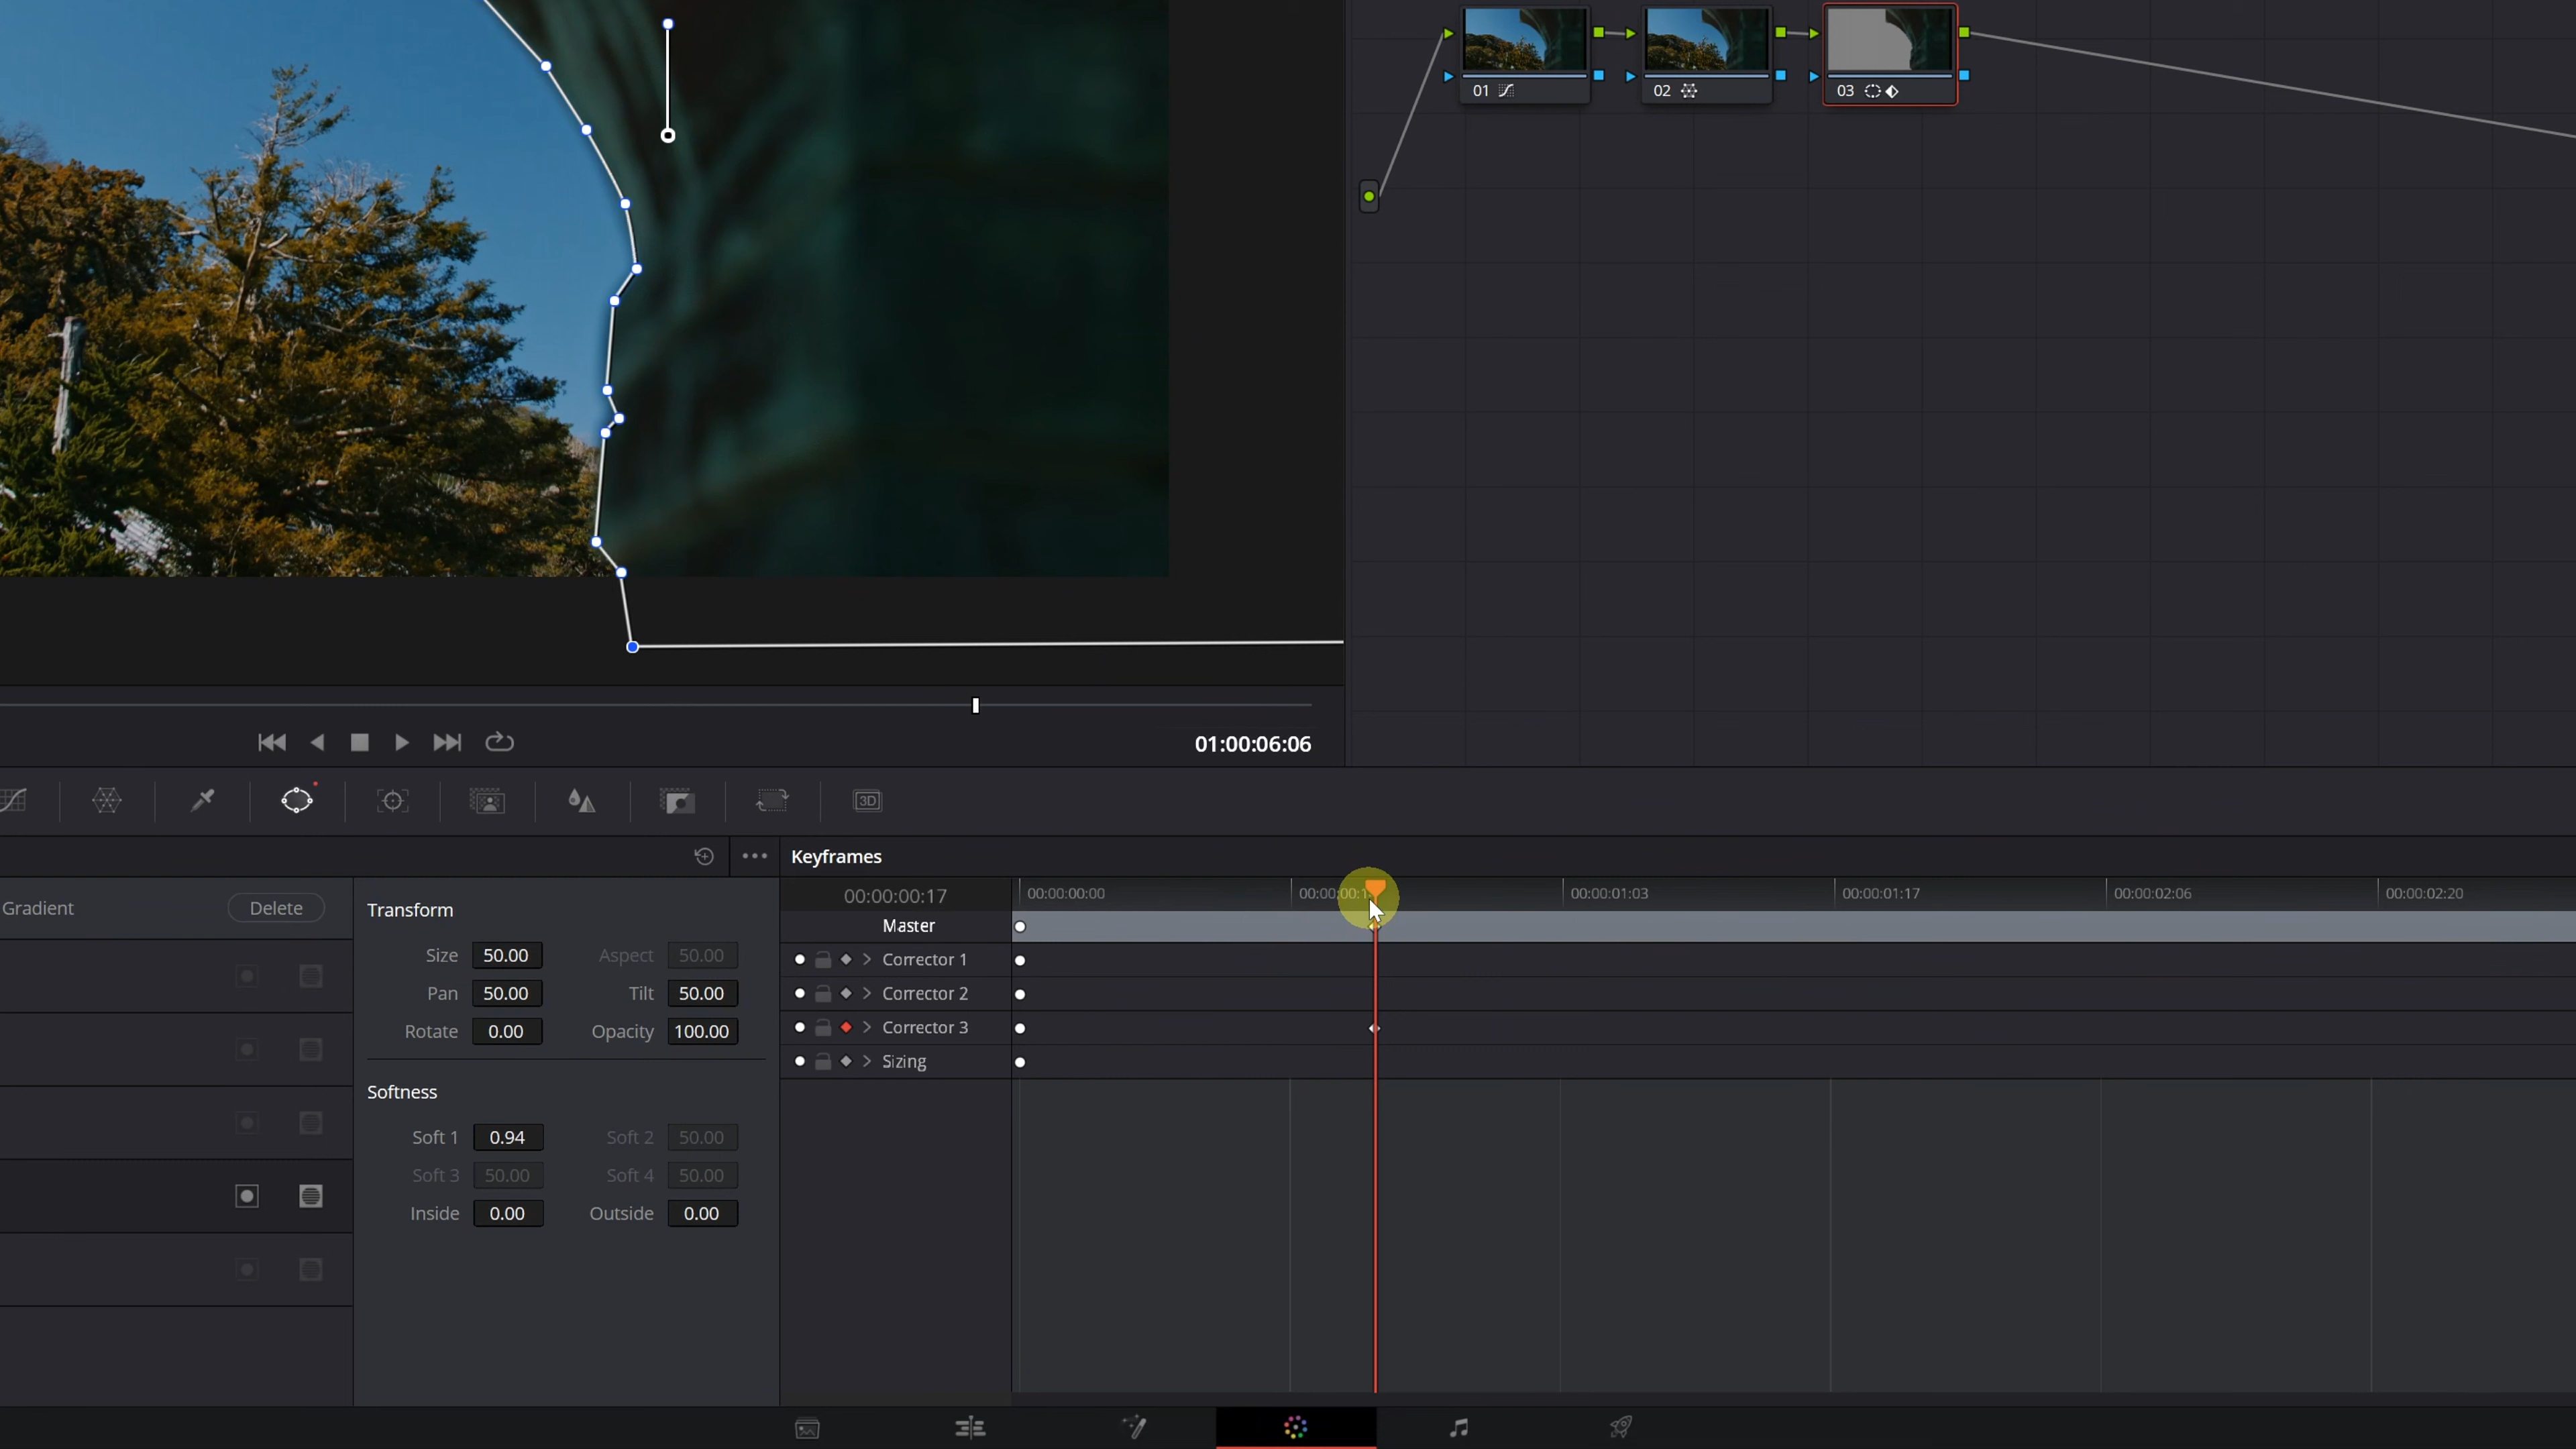 01
02
03
01:00:06:06
3D
Keyframes
00:00:00:17
00:00:00:00
00:00:01:03
00:00:01:17
00:00:02:06
00:00:02:20
Gradient
Delete
Transform
Size 50.00
Aspect 50.00
Pan 50.00
Tilt 50.00
Rotate 0.00
Opacity 100.00
Softness
Soft 1 0.94
Soft 2 50.00
Soft 3 50.00
Soft 4 50.00
Inside 0.00
Outside 0.00
Master
Corrector 1
Corrector 2
Corrector 3
Sizing